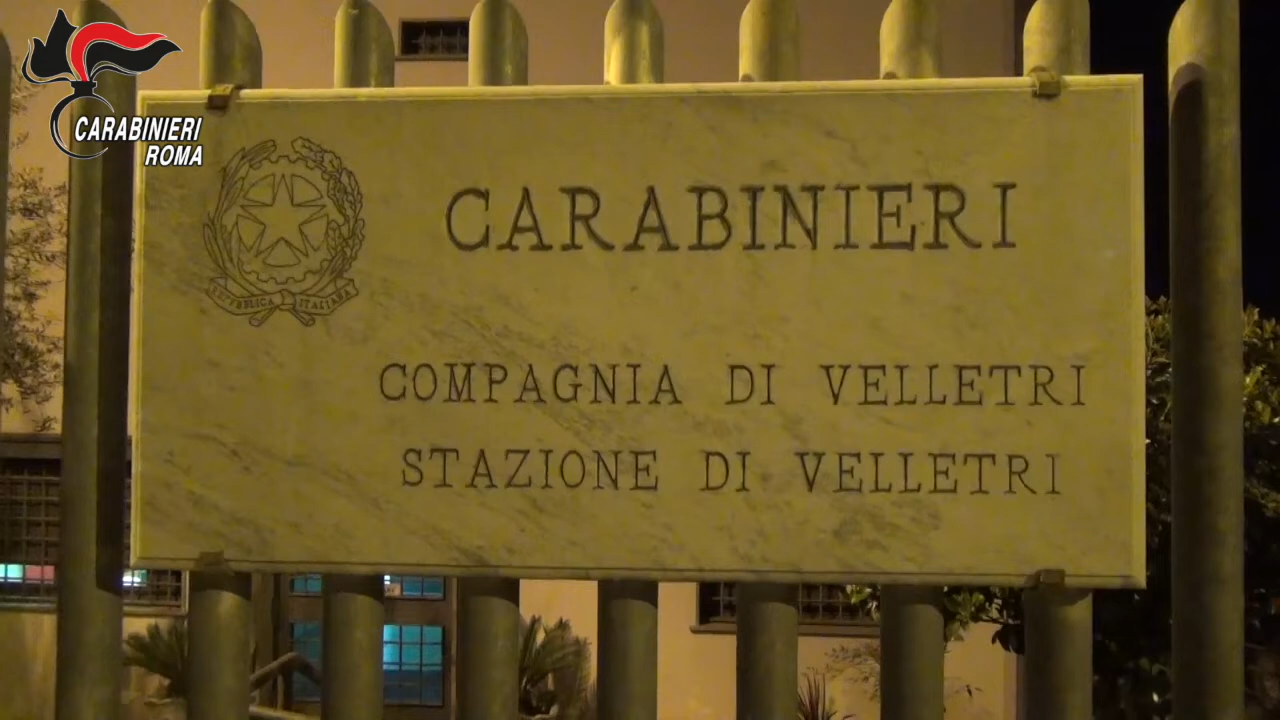 CARABINIERI
ROMA
CARABINIERI
REPUBBLICA ITALIANA
COMPAGNIA DI VELLETRI
STAZIONE DI VELLETRI